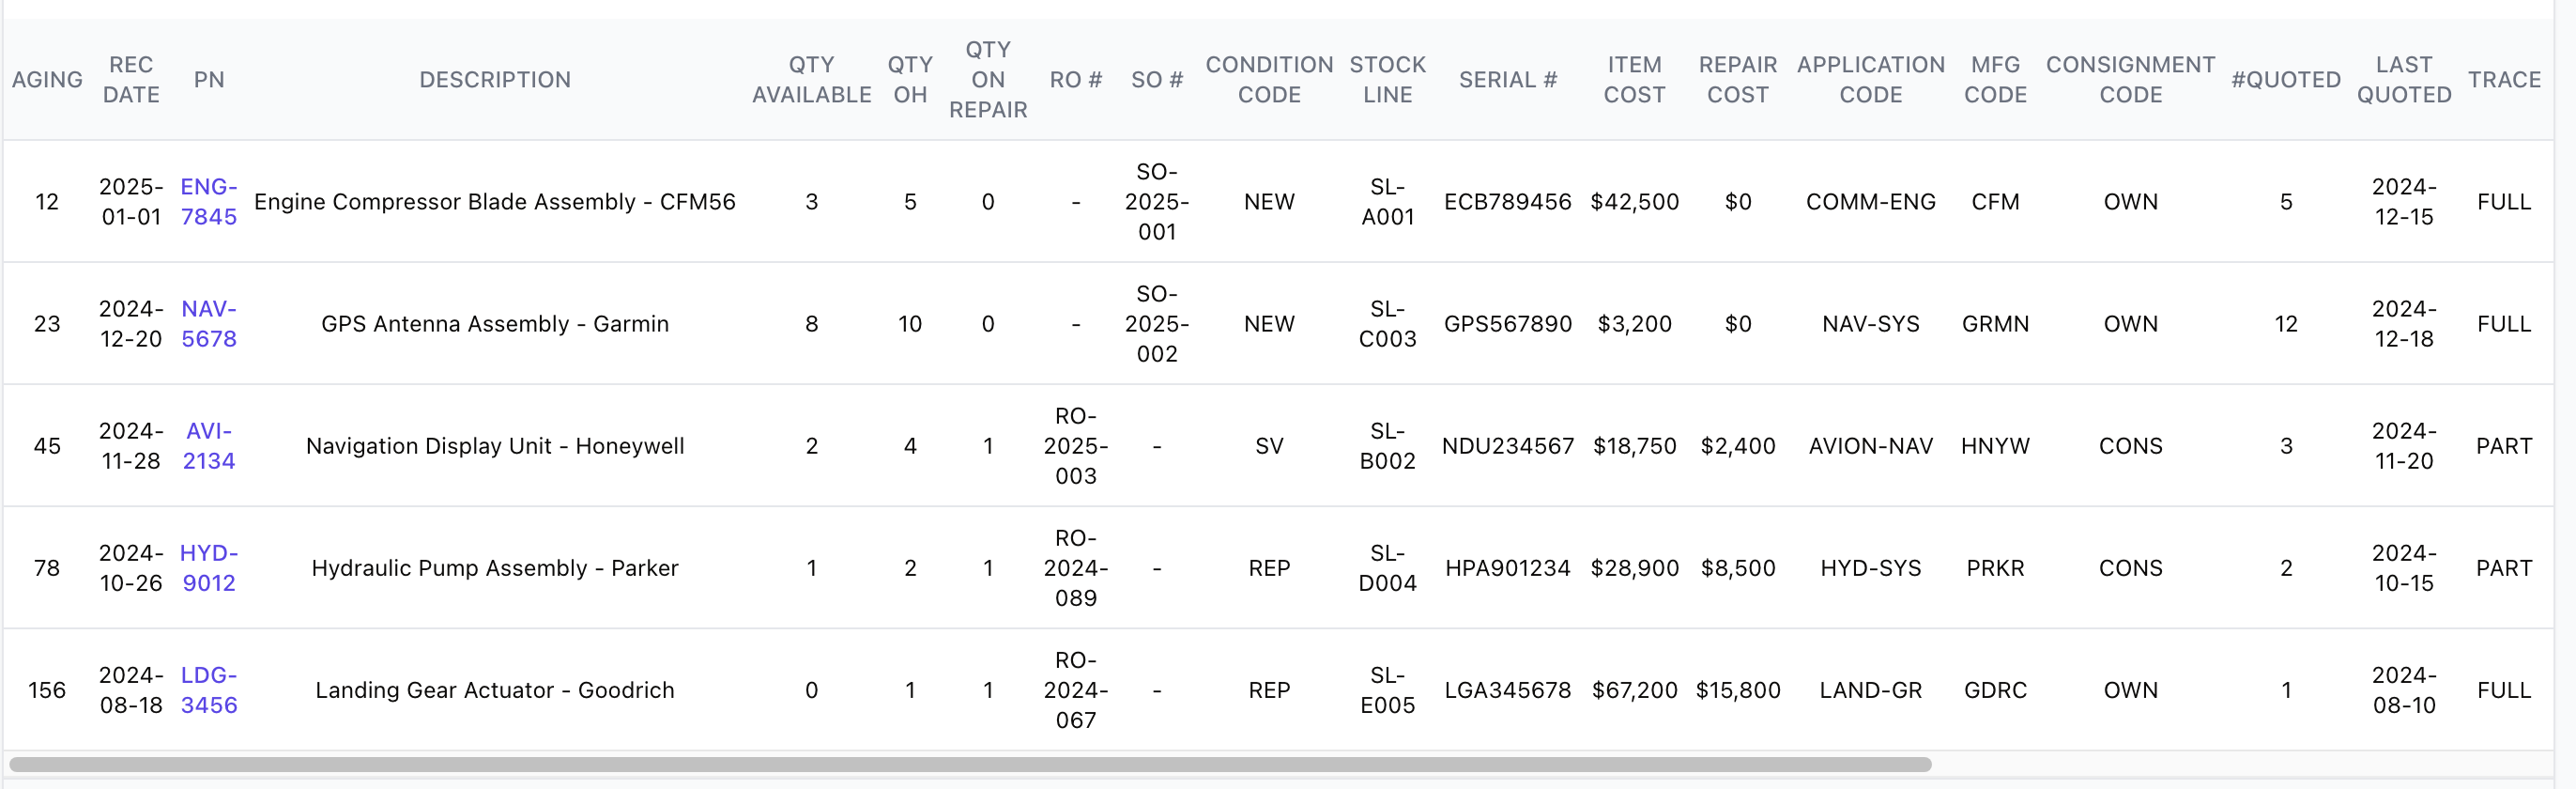 AGING REC DATE PN DESCRIPTION QTY AVAILABLE QTY OH QTY ON REPAIR RO # SO # CONDITION CODE STOCK LINE SERIAL # ITEM COST REPAIR COST APPLICATION CODE MFG CODE CONSIGNMENT CODE #QUOTED LAST QUOTED TRACE
12 2025-01-01 ENG-7845 Engine Compressor Blade Assembly - CFM56 3 5 0 - SO-2025-001 NEW SL-A001 ECB789456 $42,500 $0 COMM-ENG CFM OWN 5 2024-12-15 FULL
23 2024-12-20 NAV-5678 GPS Antenna Assembly - Garmin 8 10 0 - SO-2025-002 NEW SL-C003 GPS567890 $3,200 $0 NAV-SYS GRMN OWN 12 2024-12-18 FULL
45 2024-11-28 AVI-2134 Navigation Display Unit - Honeywell 2 4 1 RO-2025-003 - SV SL-B002 NDU234567 $18,750 $2,400 AVION-NAV HNYW CONS 3 2024-11-20 PART
78 2024-10-26 HYD-9012 Hydraulic Pump Assembly - Parker 1 2 1 RO-2024-089 - REP SL-D004 HPA901234 $28,900 $8,500 HYD-SYS PRKR CONS 2 2024-10-15 PART
156 2024-08-18 LDG-3456 Landing Gear Actuator - Goodrich 0 1 1 RO-2024-067 - REP SL-E005 LGA345678 $67,200 $15,800 LAND-GR GDRC OWN 1 2024-08-10 FULL